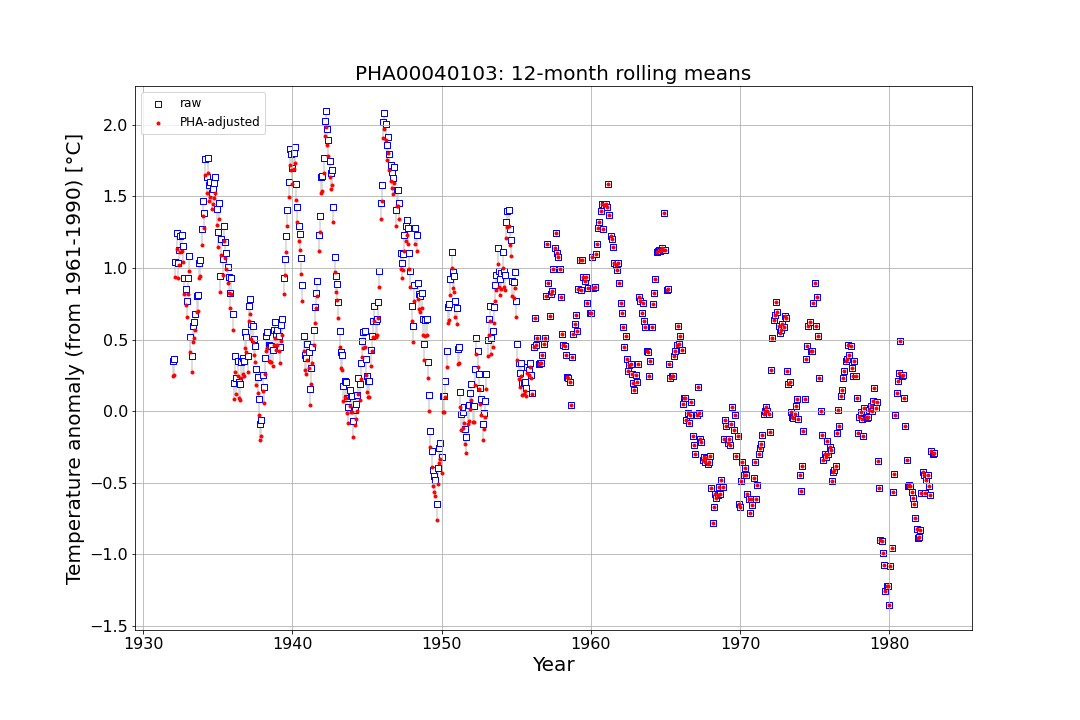 PHA00040103: 12-month rolling means
raw
PHA-adjusted
Temperature anomaly (from 1961-1990) [°C]
2.0
1.5
1.0
0.5
0.0
−0.5
−1.0
−1.5
1930 1940 1950 1960 1970 1980
Year